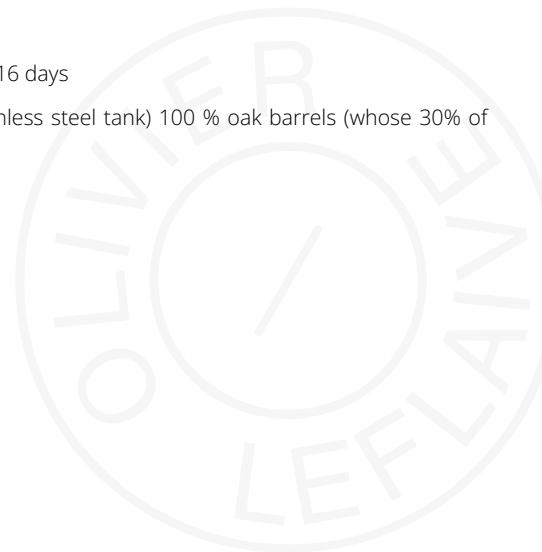 16 days
nless steel tank) 100 % oak barrels (whose 30% of
OLIVIER
LEFLAIVE